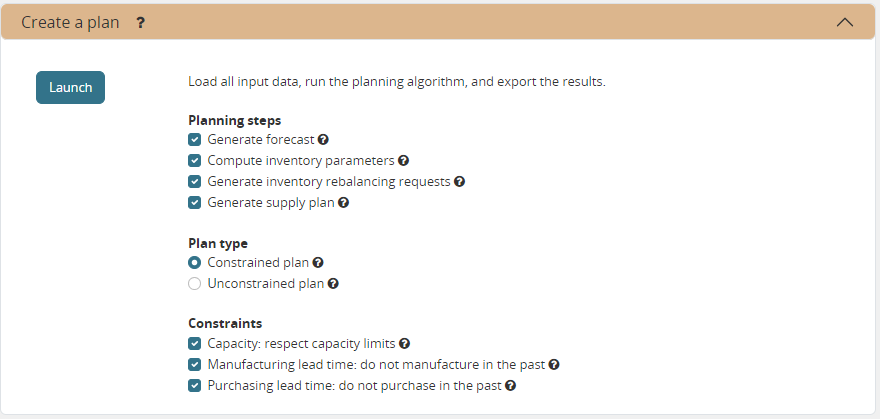 Create a plan ?
Launch
Load all input data, run the planning algorithm, and export the results.
Planning steps
Generate forecast ?
Compute inventory parameters ?
Generate inventory rebalancing requests ?
Generate supply plan ?
Plan type
Constrained plan ?
Unconstrained plan ?
Constraints
Capacity: respect capacity limits ?
Manufacturing lead time: do not manufacture in the past ?
Purchasing lead time: do not purchase in the past ?